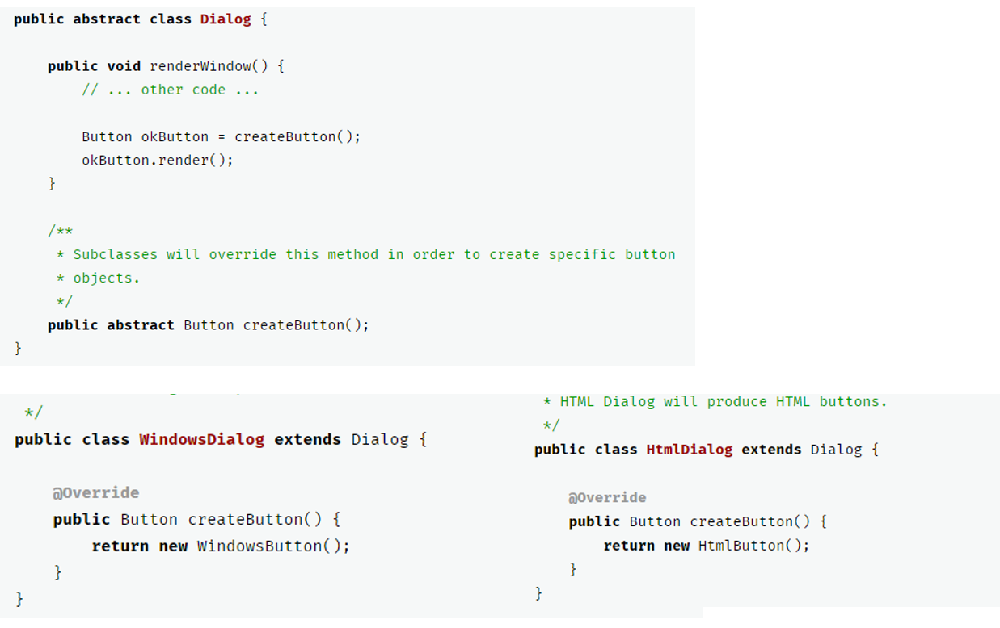 public abstract class Dialog {
public void renderWindow() {
// ... other code ...
Button okButton = createButton();
okButton.render();
}
/**
* Subclasses will override this method in order to create specific button
* objects.
*/
public abstract Button createButton();
}
*/
public class WindowsDialog extends Dialog {
@Override
public Button createButton() {
return new WindowsButton();
}
}
* HTML Dialog will produce HTML buttons.
*/
public class HtmlDialog extends Dialog {
@Override
public Button createButton() {
return new HtmlButton();
}
}